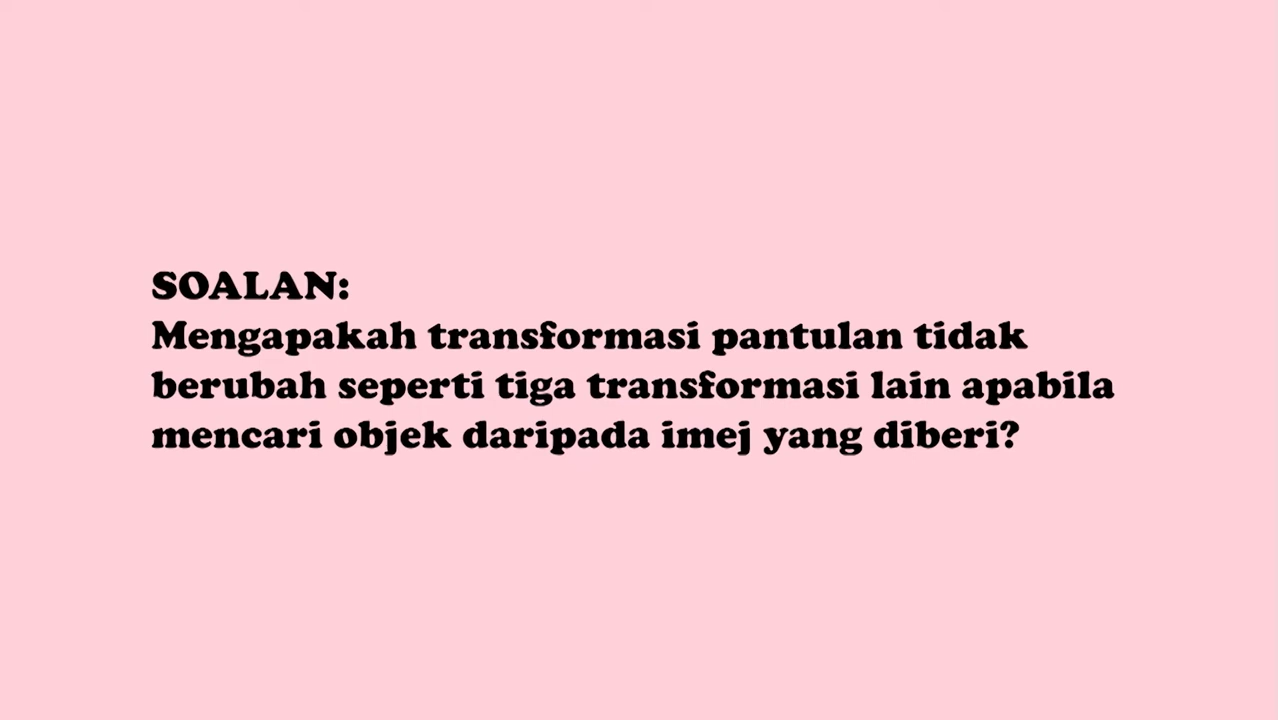 SOALAN:
Mengapakah transformasi pantulan tidak
berubah seperti tiga transformasi lain apabila
mencari objek daripada imej yang diberi?